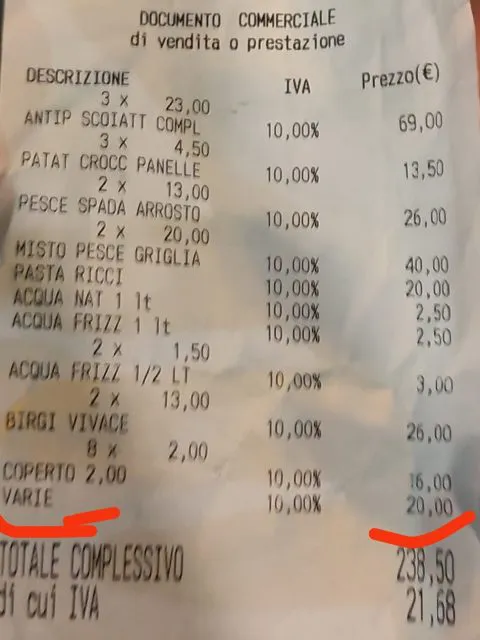 DOCUMENTO COMMERCIALE
di vendita o prestazione
DESCRIZIONE IVA Prezzo(€)
3 x 23,00
ANTIP SCOIATT COMPL 10,00% 69,00
3 x 4,50
PATAT CROCC PANELLE 10,00% 13,50
2 x 13,00
PESCE SPADA ARROSTO 10,00% 26,00
2 x 20,00
MISTO PESCE GRIGLIA 10,00% 40,00
PASTA RICCI 10,00% 20,00
ACQUA NAT 1 lt 10,00% 2,50
ACQUA FRIZZ 1 lt 10,00% 2,50
2 x 1,50
ACQUA FRIZZ 1/2 LT 10,00% 3,00
2 x 13,00
BIRGI VIVACE 10,00% 26,00
8 x 2,00
COPERTO 2,00 10,00% 16,00
VARIE 10,00% 20,00
TOTALE COMPLESSIVO 238,50
di cui IVA 21,68